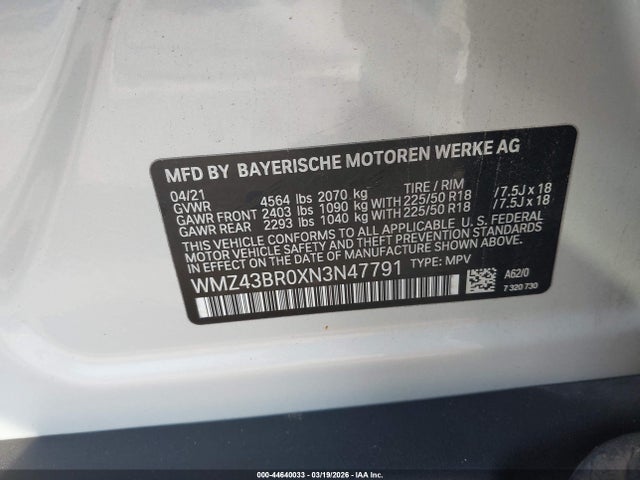 MFD BY BAYERISCHE MOTOREN WERKE AG
04/21 TIRE / RIM
GVWR 4564 lbs 2070 kg
GAWR FRONT 2403 lbs 1090 kg WITH 225/50 R18 /7.5J x 18
GAWR REAR 2293 lbs 1040 kg WITH 225/50 R18 /7.5J x 18
THIS VEHICLE CONFORMS TO ALL APPLICABLE U.S. FEDERAL
MOTOR VEHICLE SAFETY AND THEFT PREVENTION STANDARDS
IN EFFECT ON THE DATE OF MANUFACTURE SHOWN ABOVE.
WMZ43BR0XN3N47791 TYPE: MPV
A62/0
7 320 730
000-44640033 - 03/19/2026 - IAA Inc.